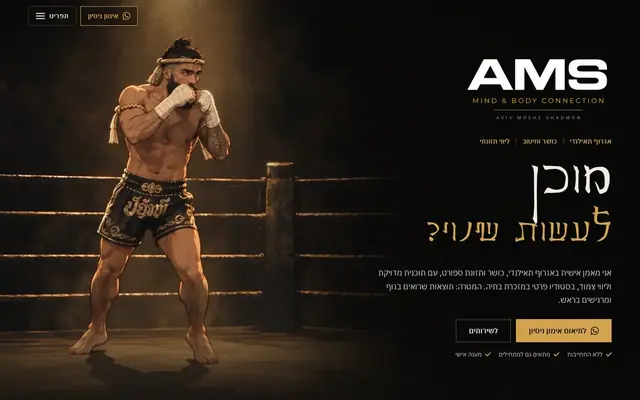 תפריט
אימון ניסיון
AMS
MIND & BODY CONNECTION
AVIV MOSHE SHADMON
אגרוף תאילנדי | כושר וחיטוב | ליווי תזונתי
מוכן
לעשות שינוי?
אני מאמן אישית באגרוף תאילנדי, כושר ותזונת ספורט, עם תוכנית מדויקת
וליווי צמוד, בסטודיו פרטי במזכרת בתיה. המטרה: תוצאות שרואים בגוף
ומרגישים בראש.
לתיאום אימון ניסיון
לשירותים
ללא התחייבות
מתאים גם למתחילים
מענה אישי